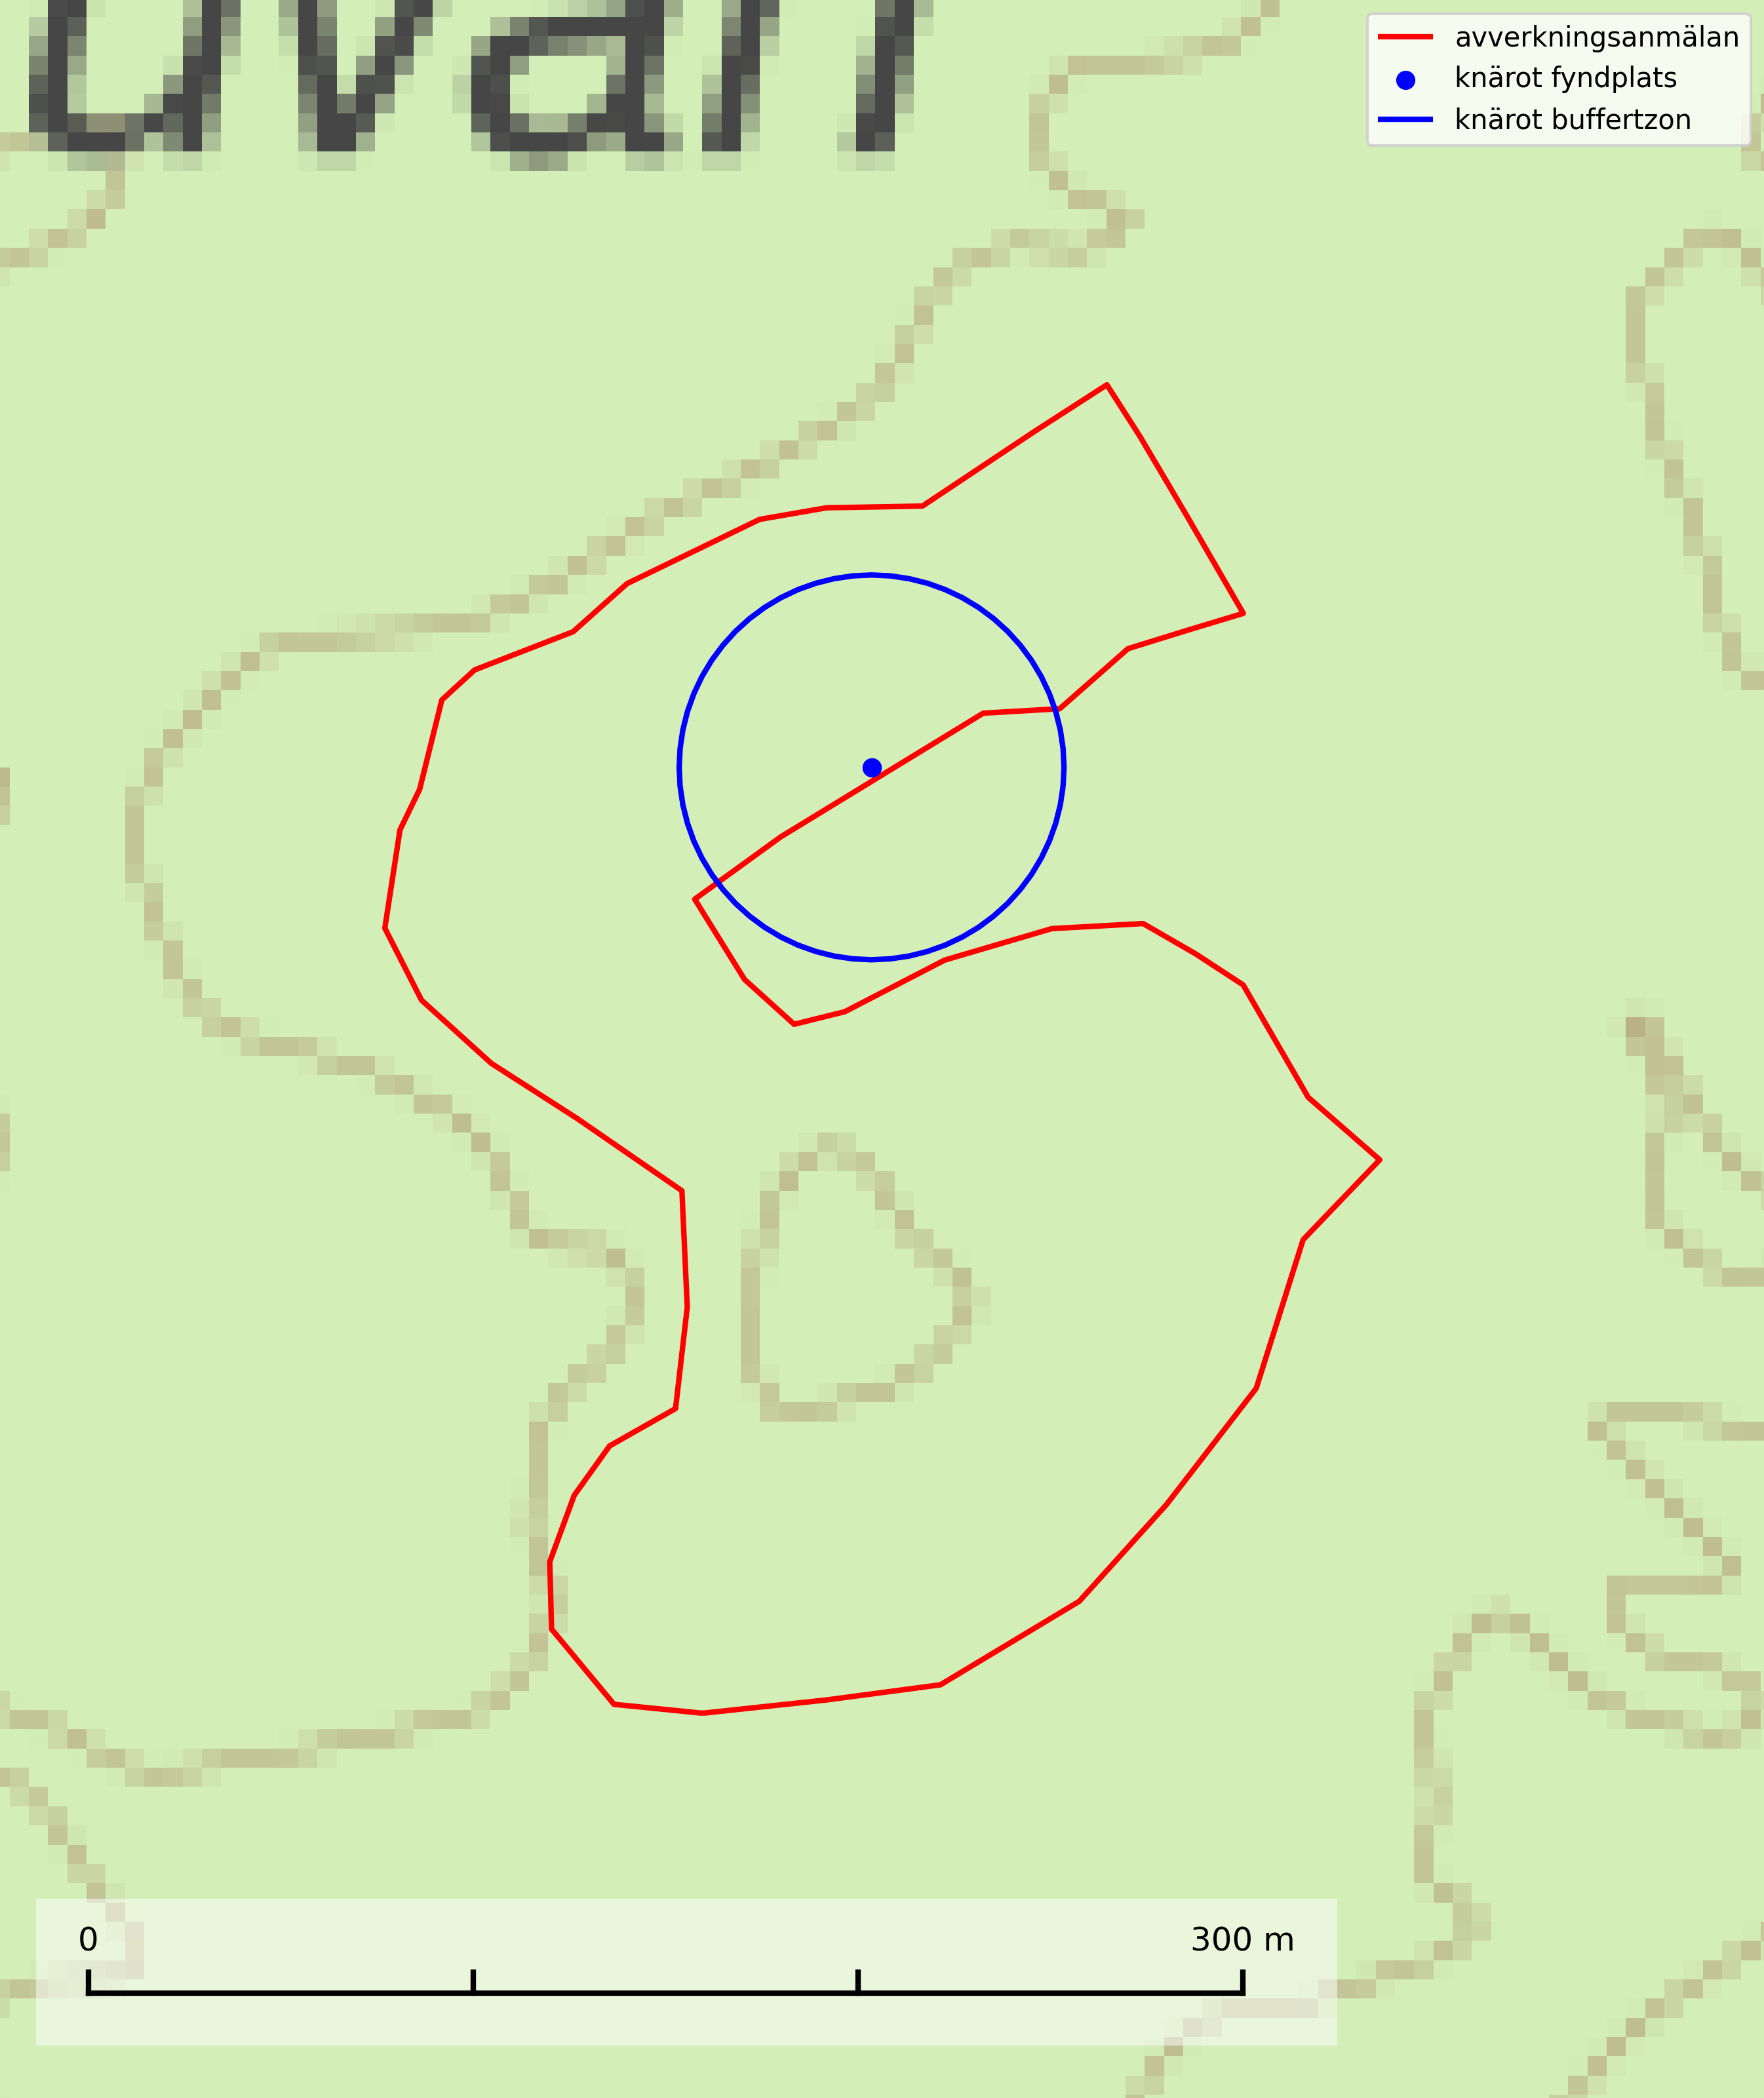 avverkningsanmälan
knärot fyndplats
knärot buffertzon
0 300 m